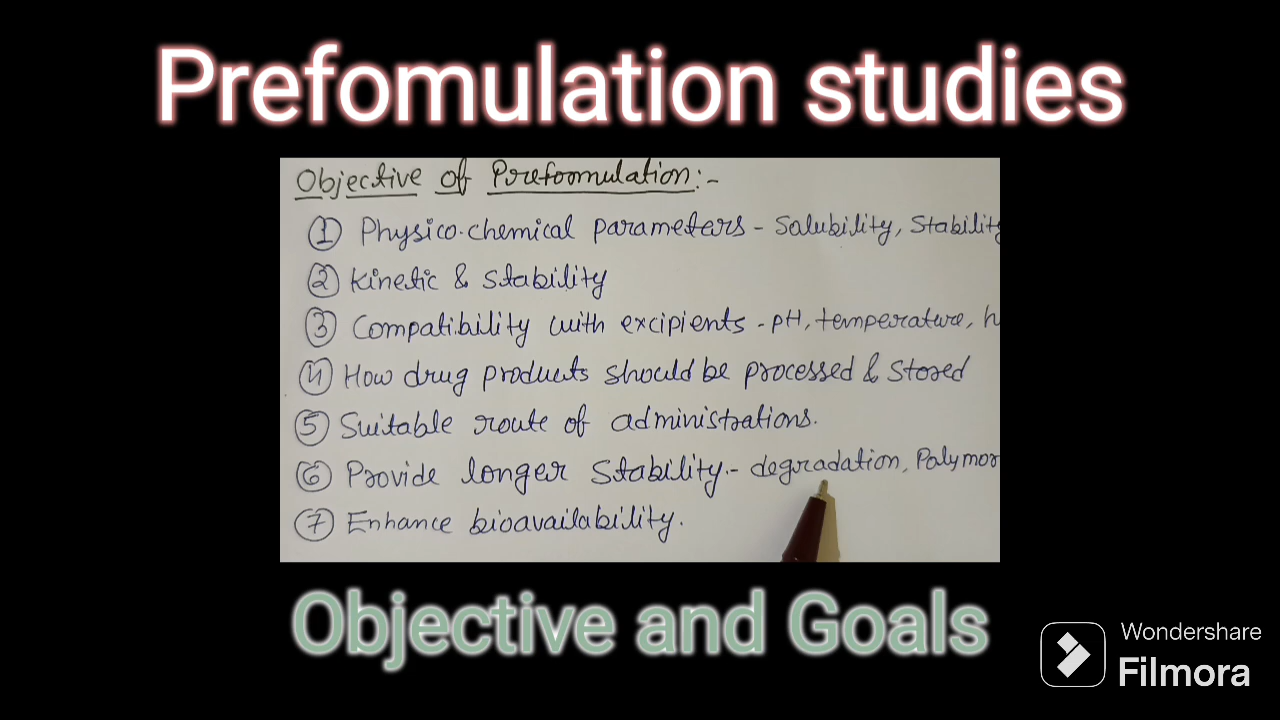 Prefomulation studies
Objective of Preformulation:-
① Physico-chemical parameters - Solubility, Stability
② Kinetic & stability
③ Compatibility with excipients - pH, temperature, h
④ How drug products should be processed & Stored
⑤ Suitable route of administrations.
⑥ Provide longer Stability:- degradation, Polymor
⑦ Enhance bioavailability.
Objective and Goals
Wondershare
Filmora